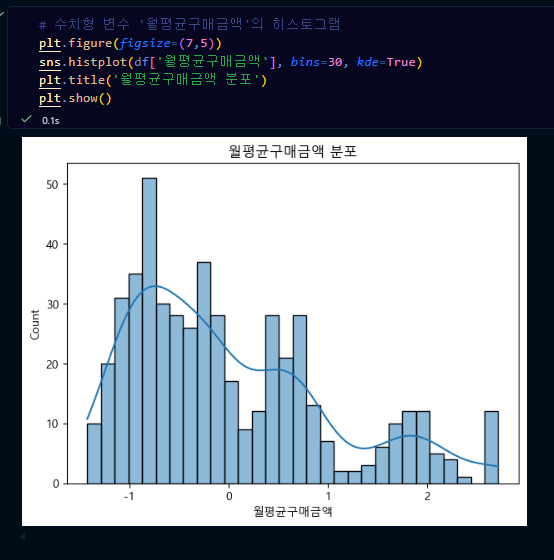 # 수치형 변수 '월평균구매금액'의 히스토그램
plt.figure(figsize=(7,5))
sns.histplot(df['월평균구매금액'], bins=30, kde=True)
plt.title('월평균구매금액 분포')
plt.show()
0.1s
월평균구매금액 분포
50
40
30
20
10
0
Count
-1 0 1 2
월평균구매금액